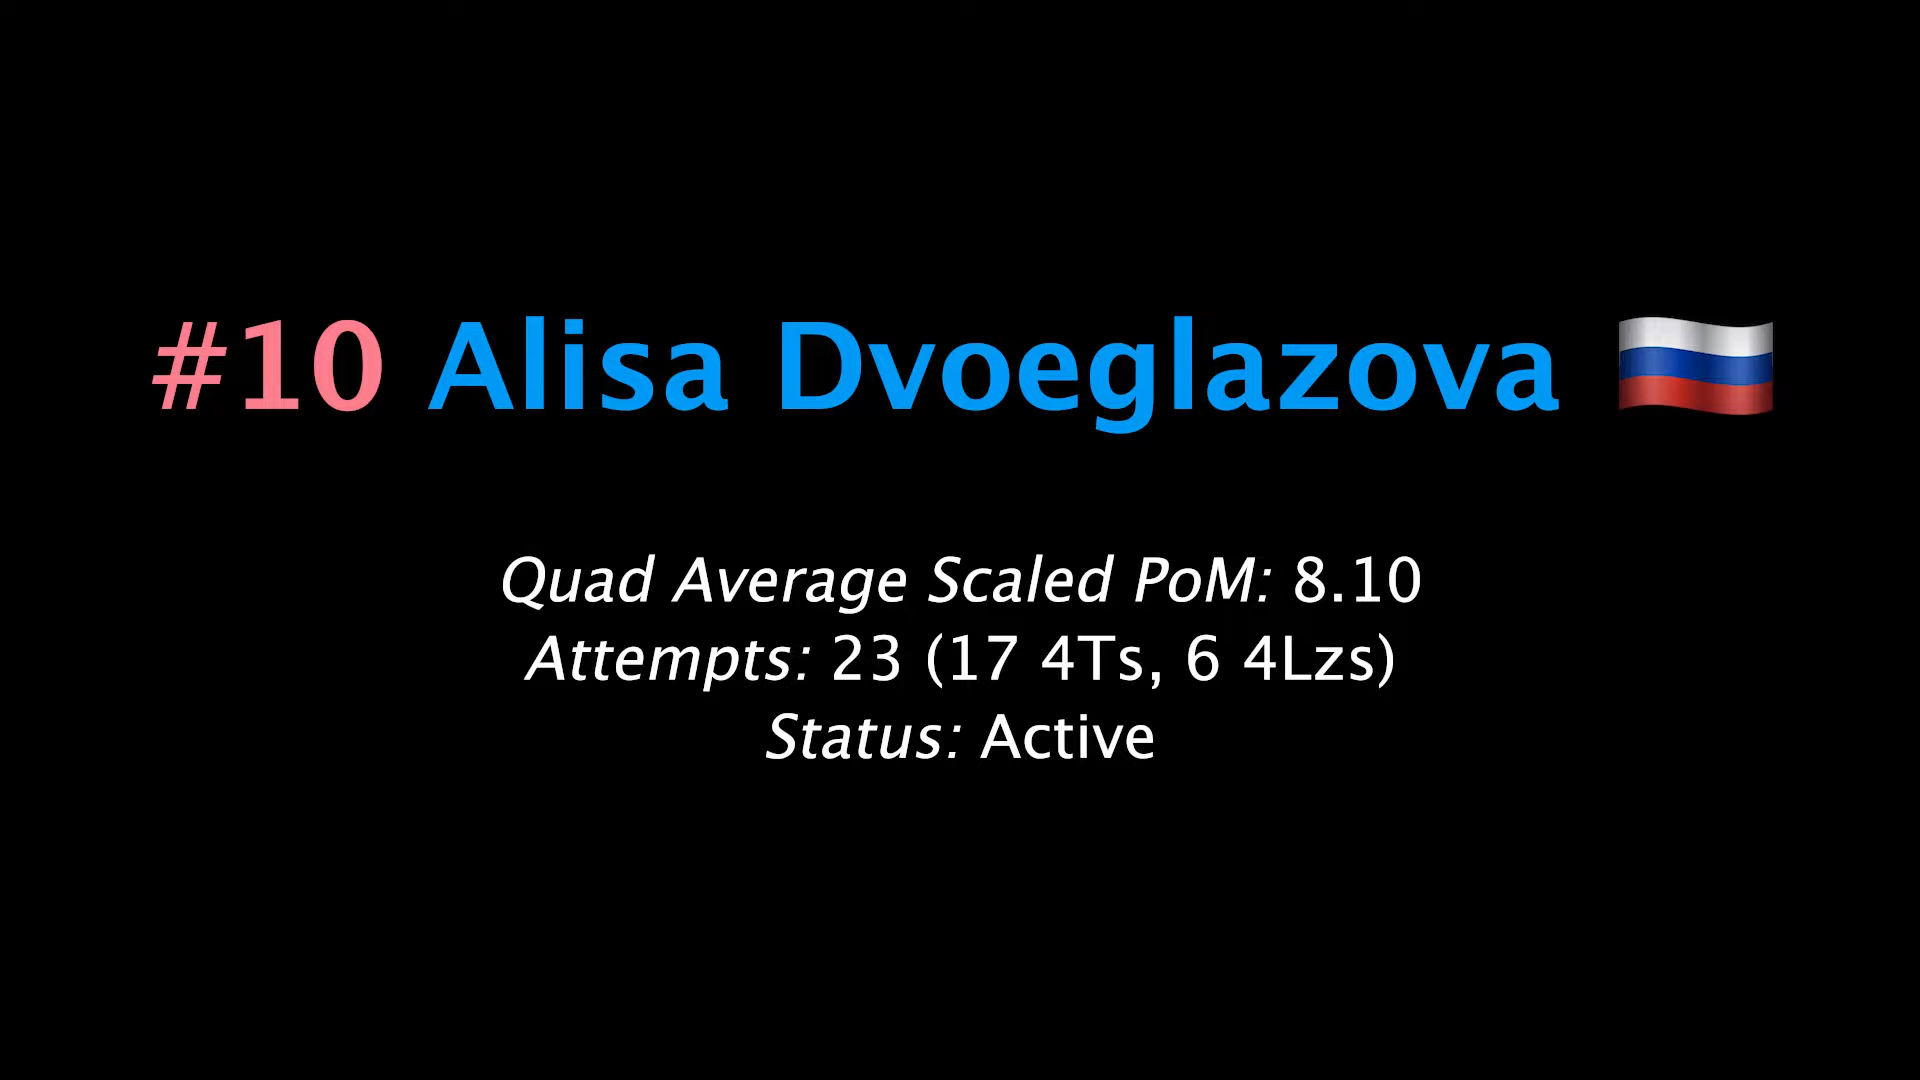 #10 Alisa Dvoeglazova 🇷🇺
Quad Average Scaled PoM: 8.10
Attempts: 23 (17 4Ts, 6 4Lzs)
Status: Active